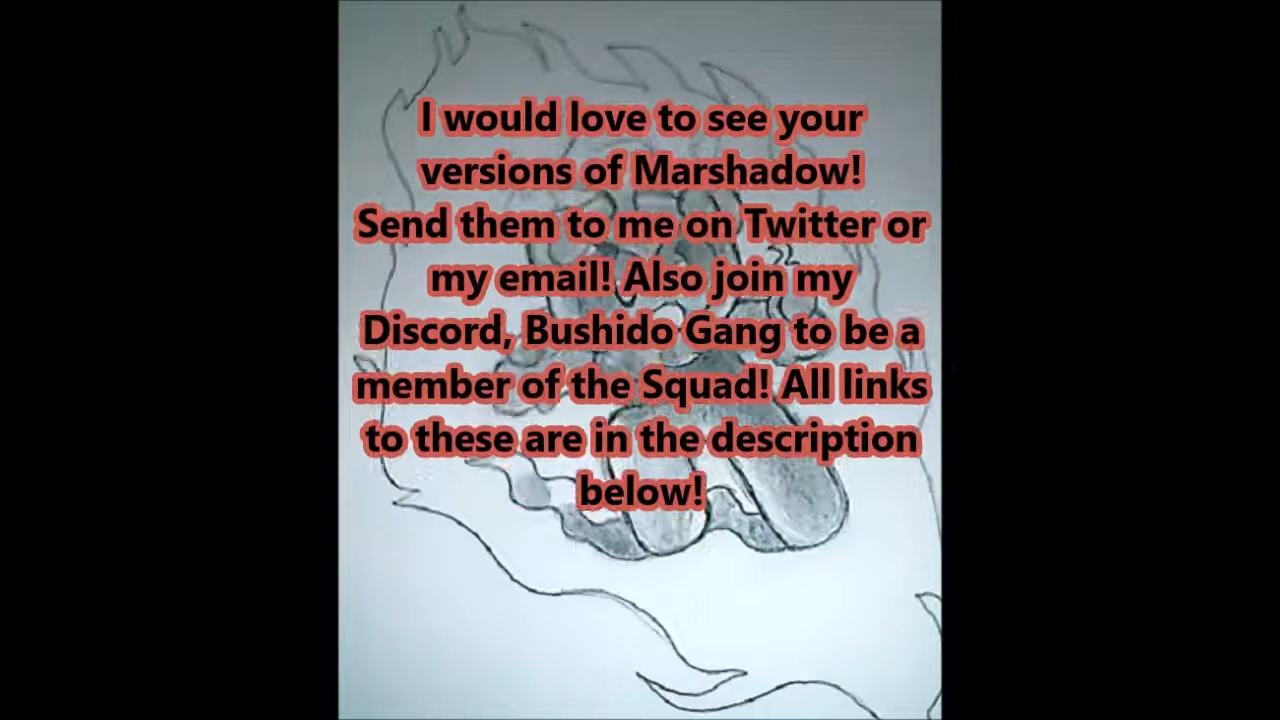 I would love to see your
versions of Marshadow!
Send them to me on Twitter or
my email! Also join my
Discord, Bushido Gang to be a
member of the Squad! All links
to these are in the description
below!